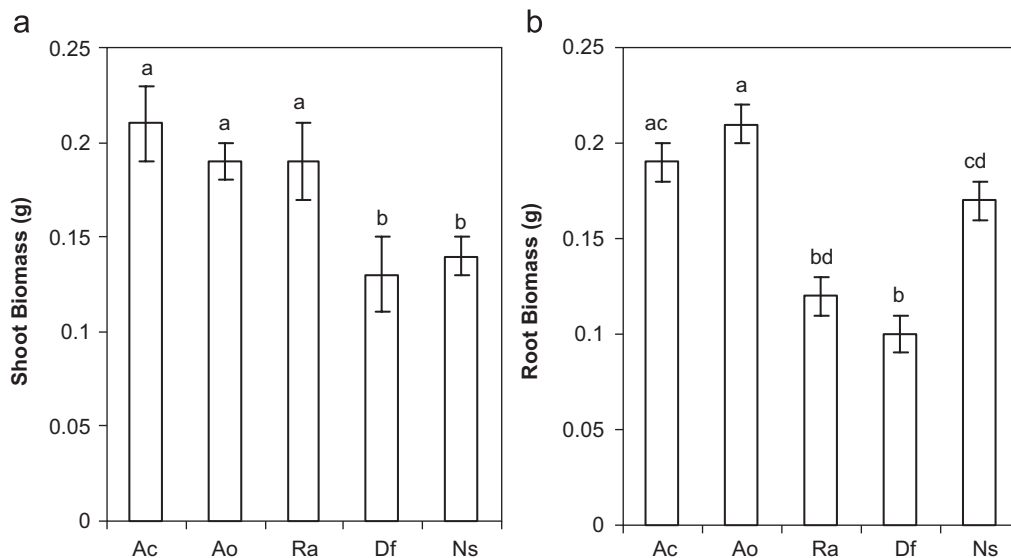 a
0.25
0.2
0.15
0.1
0.05
0
Shoot Biomass (g)
a
a
a
b
b
Ac Ao Ra Df Ns
b
0.25
0.2
0.15
0.1
0.05
0
Root Biomass (g)
ac
a
bd
b
cd
Ac Ao Ra Df Ns